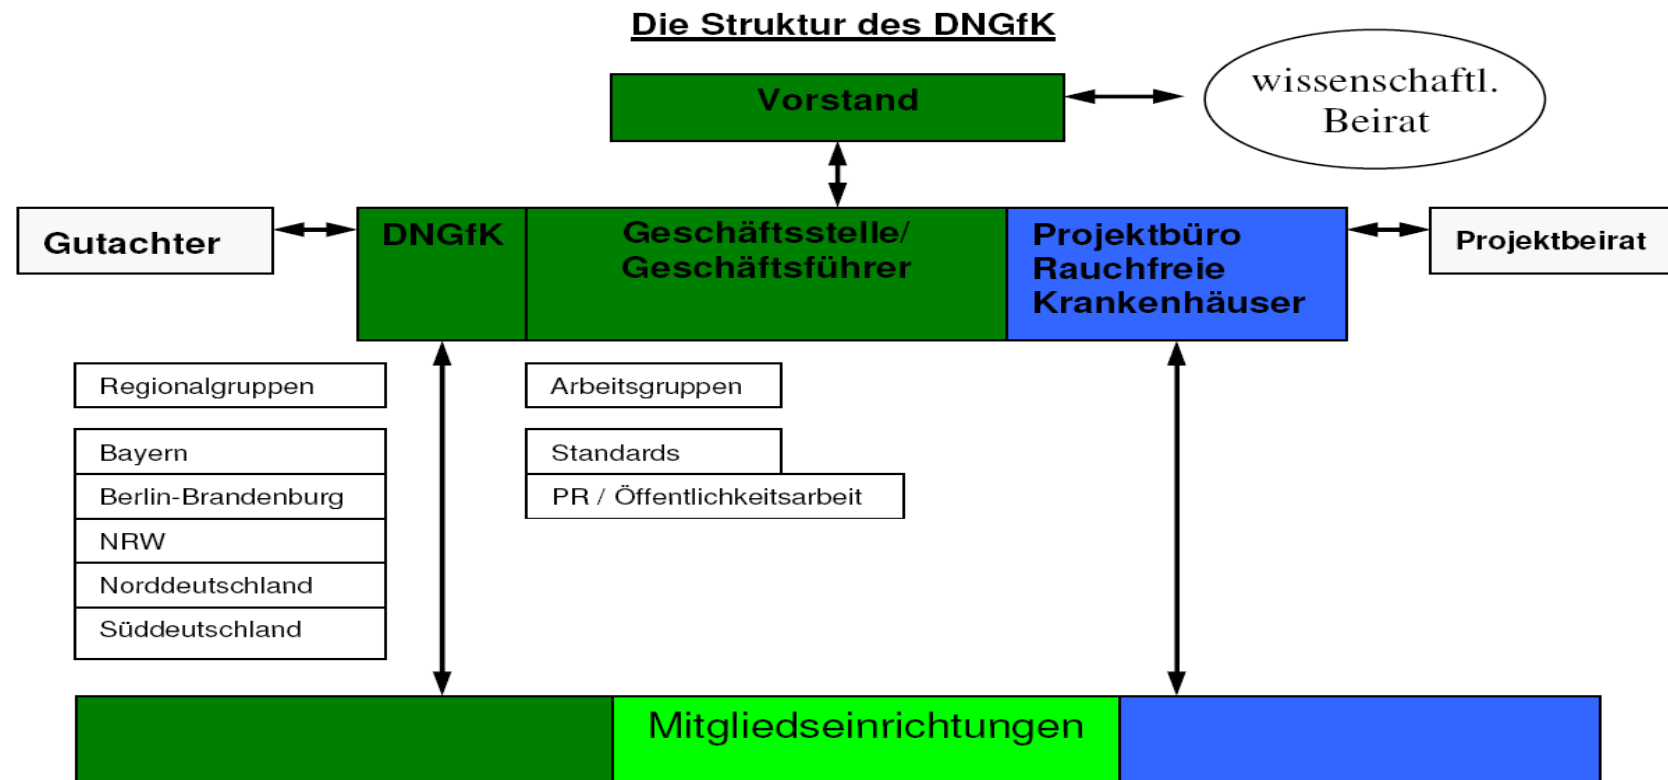 Die Struktur des DNGfK
Vorstand
wissenschaftl.
Beirat
Gutachter
DNGfK
Geschäftsstelle/
Geschäftsführer
Projektbüro
Rauchfreie
Krankenhäuser
Projektbeirat
Regionalgruppen
Bayern
Berlin-Brandenburg
NRW
Norddeutschland
Süddeutschland
Arbeitsgruppen
Standards
PR / Öffentlichkeitsarbeit
Mitgliedseinrichtungen